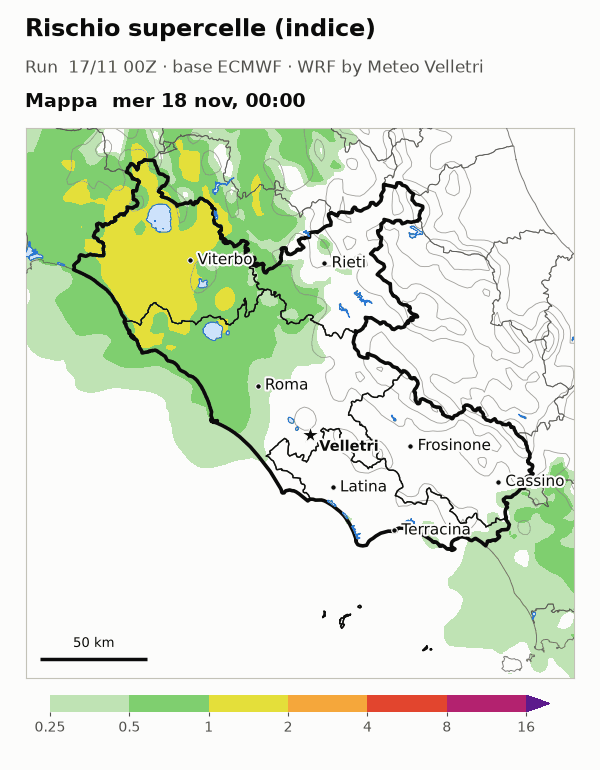 Rischio supercelle (indice)
Run 17/11 00Z · base ECMWF · WRF by Meteo Velletri
Mappa mer 18 nov, 00:00
Viterbo
Rieti
Roma
Velletri
Frosinone
Latina
Cassino
Terracina
50 km
0.25 0.5 1 2 4 8 16